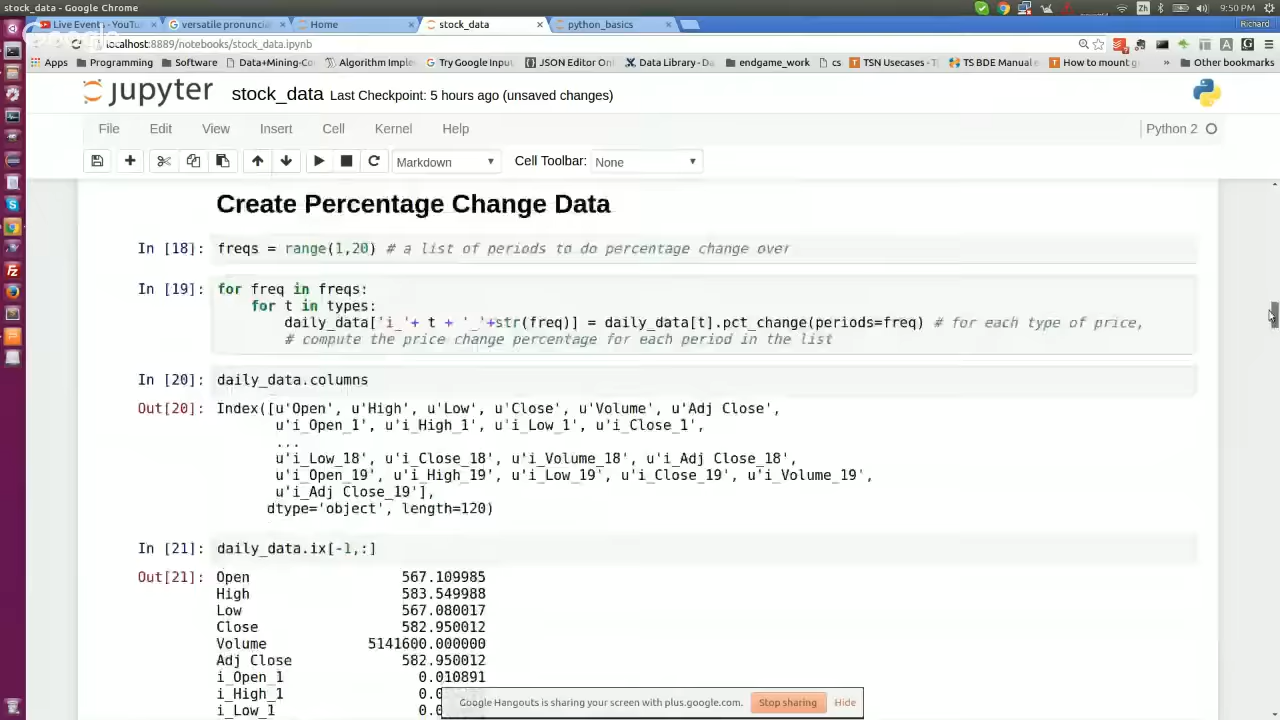 stock_data - Google Chrome
9:50 PM
Live Events - YouTu
versatile pronuncia
Home
stock_data
python_basics
Richard
localhost:8889/notebooks/stock_data.ipynb
Apps Programming Software Data+Mining-Co Algorithm Imple Try Google Input JSON Editor Onli Data Library - Da endgame_work cs TSN Usecases - T TS BDE Manual e How to mount g » Other bookmarks
jupyter stock_data Last Checkpoint: 5 hours ago (unsaved changes)
File Edit View Insert Cell Kernel Help Python 2
Markdown Cell Toolbar: None
Create Percentage Change Data
In [18]: freqs = range(1,20) # a list of periods to do percentage change over
In [19]: for freq in freqs:
for t in types:
daily_data['i_'+ t + '_'+str(freq)] = daily_data[t].pct_change(periods=freq) # for each type of price,
# compute the price change percentage for each period in the list
In [20]: daily_data.columns
Out[20]: Index([u'Open', u'High', u'Low', u'Close', u'Volume', u'Adj Close',
u'i_Open_1', u'i_High_1', u'i_Low_1', u'i_Close_1',
...
u'i_Low_18', u'i_Close_18', u'i_Volume_18', u'i_Adj Close_18',
u'i_Open_19', u'i_High_19', u'i_Low_19', u'i_Close_19', u'i_Volume_19',
u'i_Adj Close_19'],
dtype='object', length=120)
In [21]: daily_data.ix[-1,:]
Out[21]: Open 567.109985
High 583.549988
Low 567.080017
Close 582.950012
Volume 5141600.000000
Adj Close 582.950012
i_Open_1 0.010891
i_High_1 0.0
i_Low_1 0.0
Google Hangouts is sharing your screen with plus.google.com. Stop sharing Hide